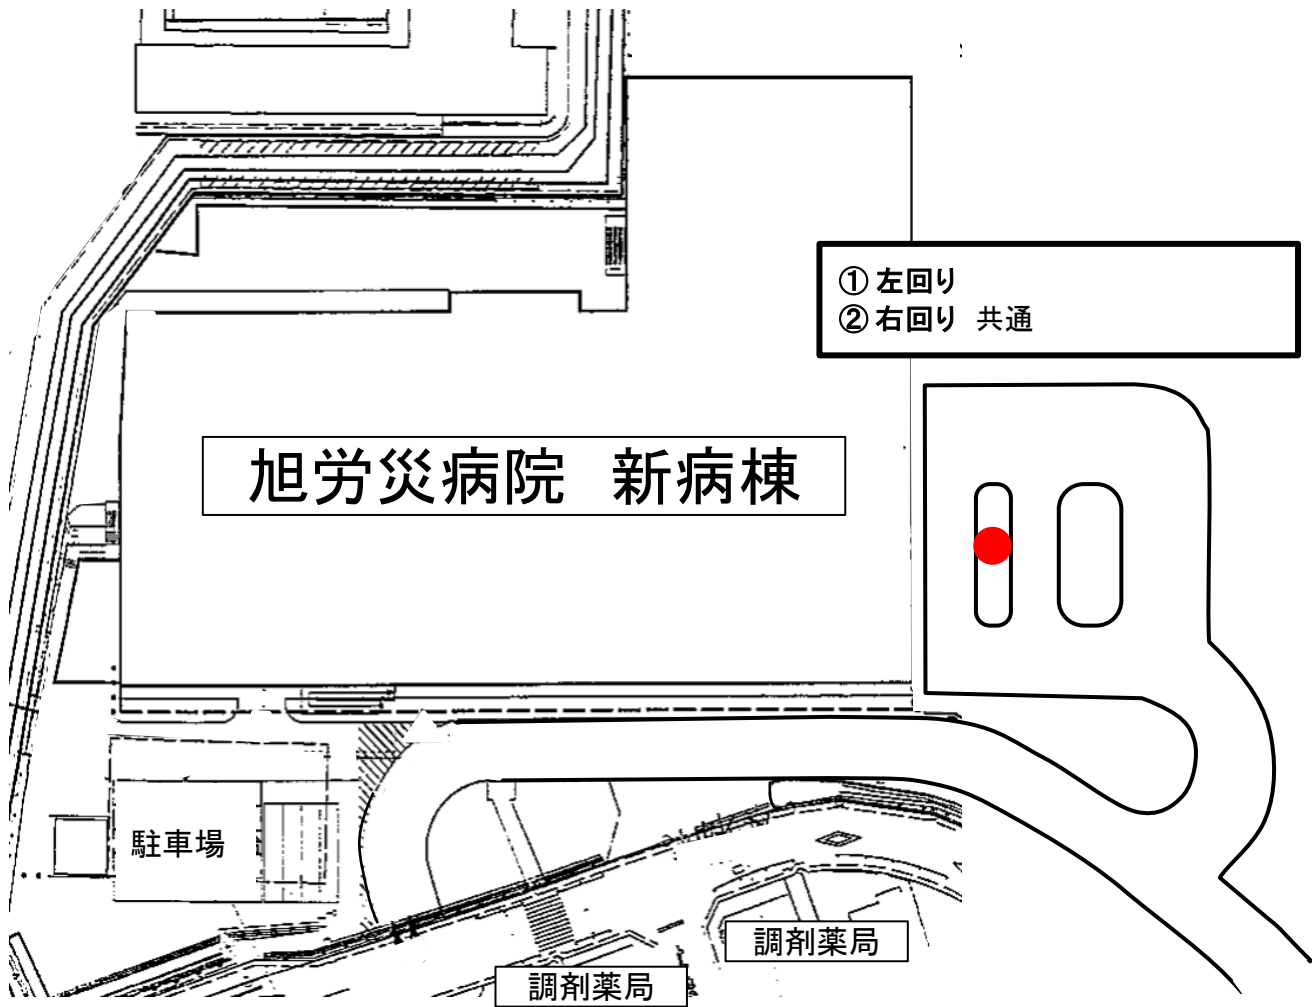 ① 左回り
② 右回り 共通
旭労災病院 新病棟
駐車場
調剤薬局
調剤薬局